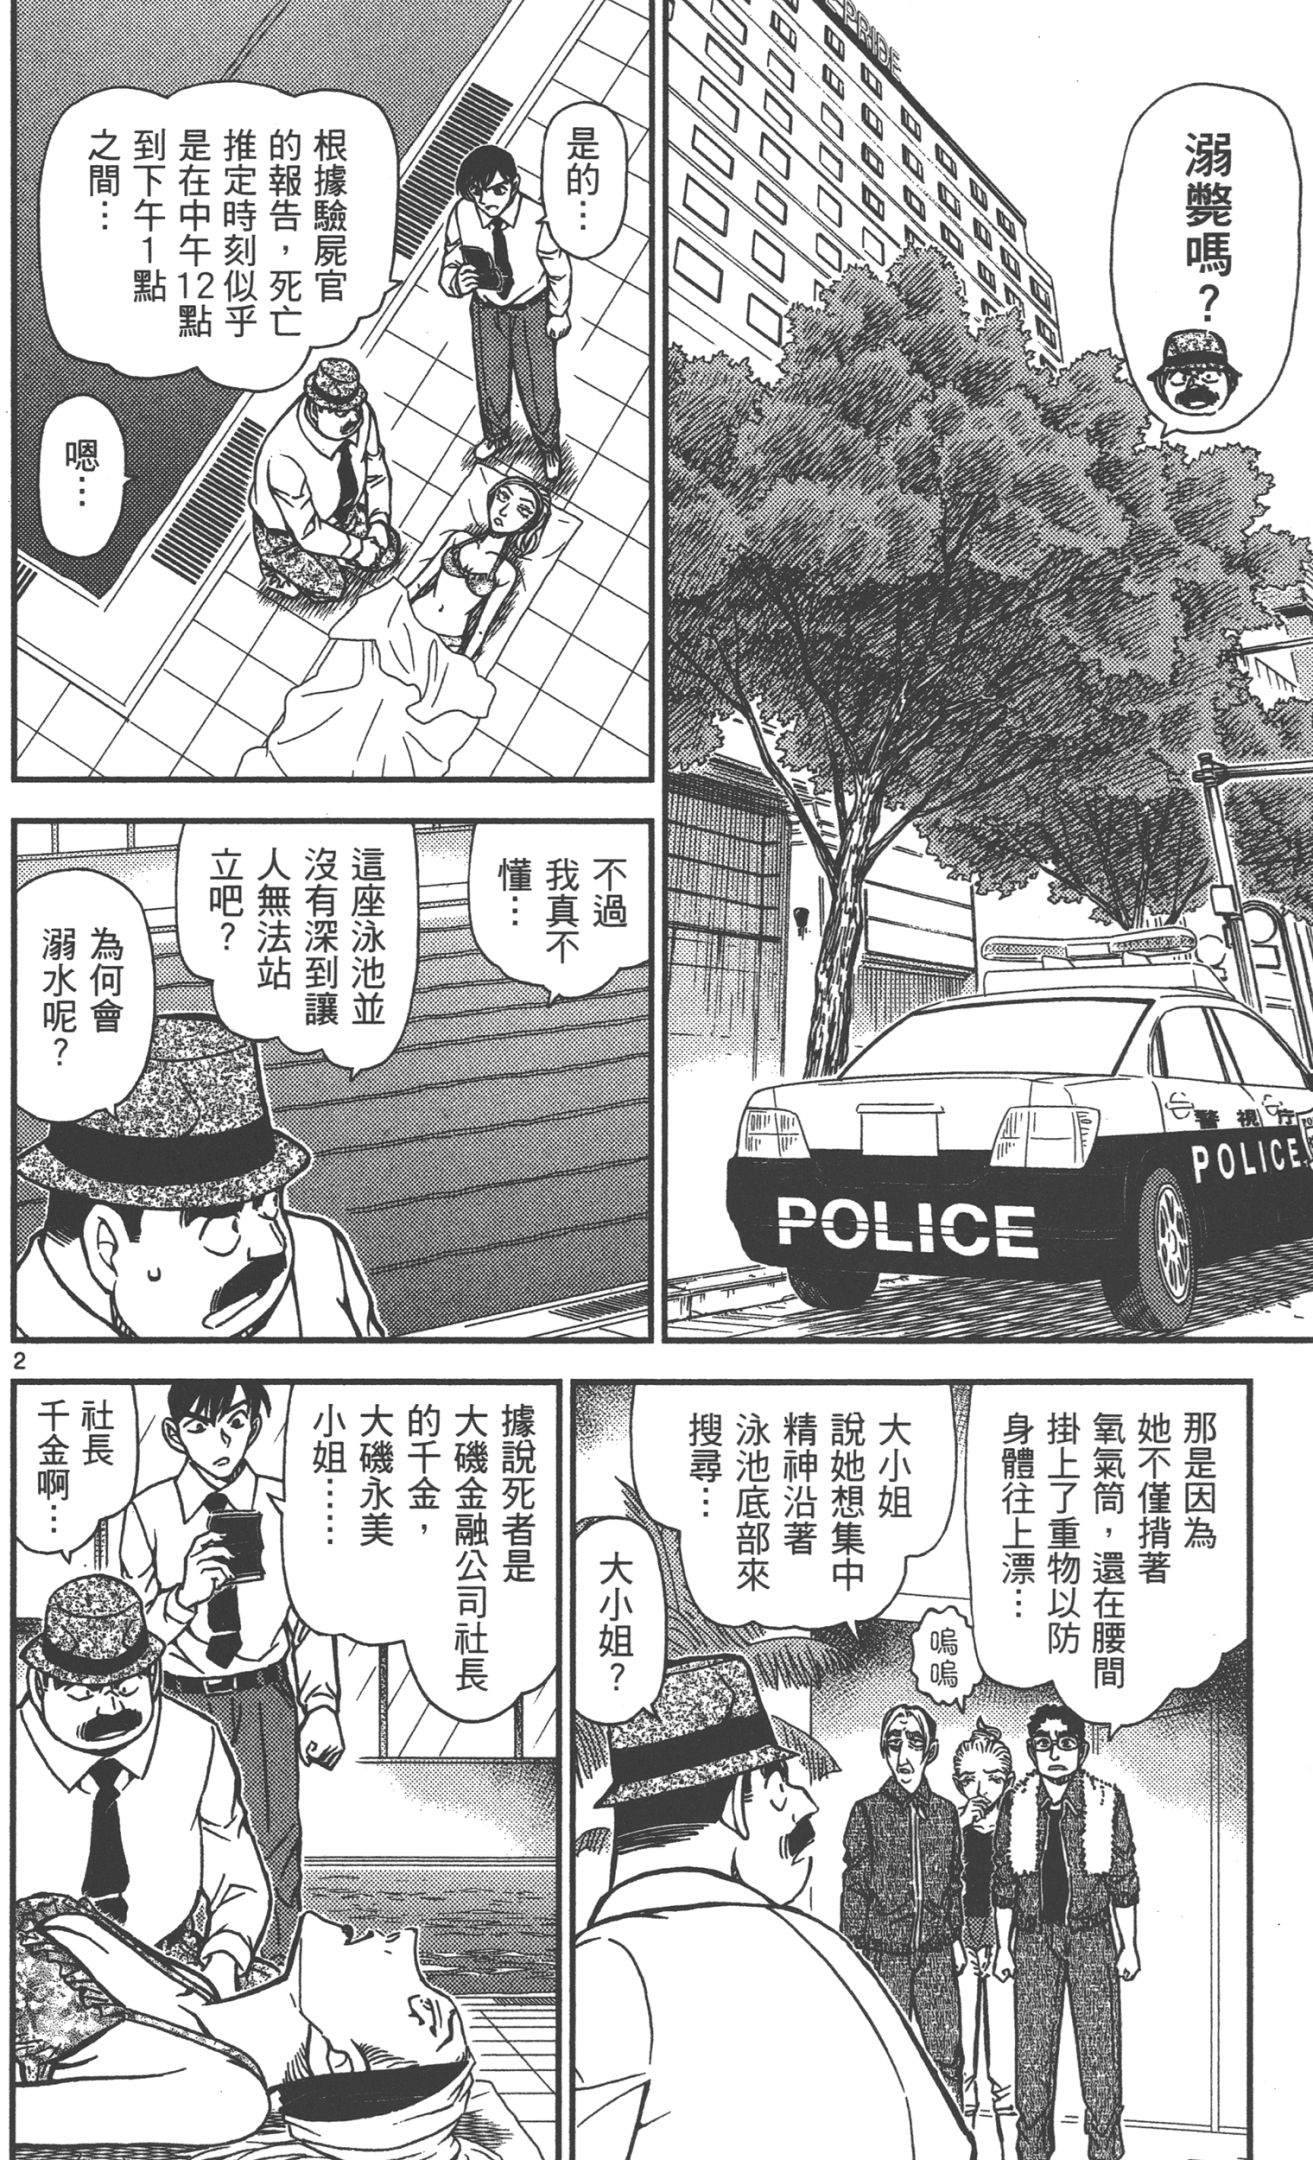 PRIDE
溺斃嗎？
警視庁
POLICE
POLICE
是的…
根據驗屍官
的報告，死亡
推定時刻似乎
是在中午12點
到下午1點
之間…
嗯…
不過
我真不
懂…
這座泳池並
沒有深到讓
人無法站
立吧？
為何會
溺水呢？
2
那是因為
她不僅揹著
氧氣筒，還在腰間
掛上了重物以防
身體往上漂…
嗚
嗚
大小姐
說她想集中
精神沿著
泳池底部來
搜尋…
大小姐？
據說死者是
大磯金融公司社長
的千金，
大磯永美
小姐……
社長
千金啊…